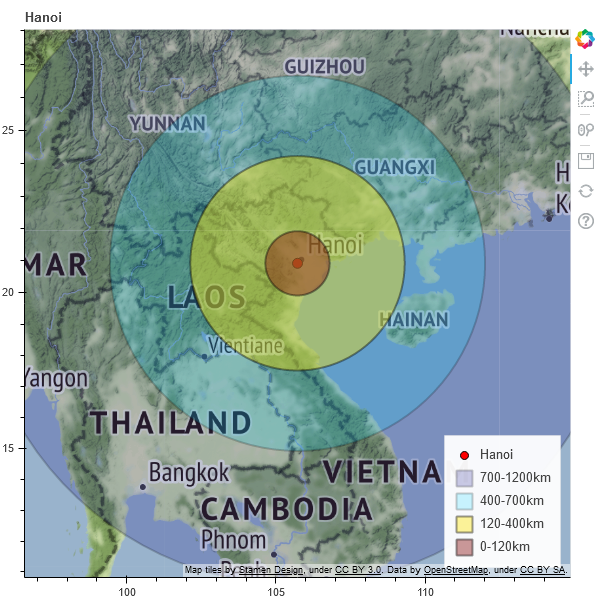 Hanoi
GUIZHOU
YUNNAN
25
GUANGXI
Hanoi
MAR
20
LAOS
HAINAN
Vientiane
Yangon
THAILAND
15
Bangkok
VIETNA
CAMBODIA
Phnom
Hanoi
700-1200km
400-700km
120-400km
0-120km
Map tiles by Stamen Design, under CC BY 3.0. Data by OpenStreetMap, under CC BY SA.
100
105
110